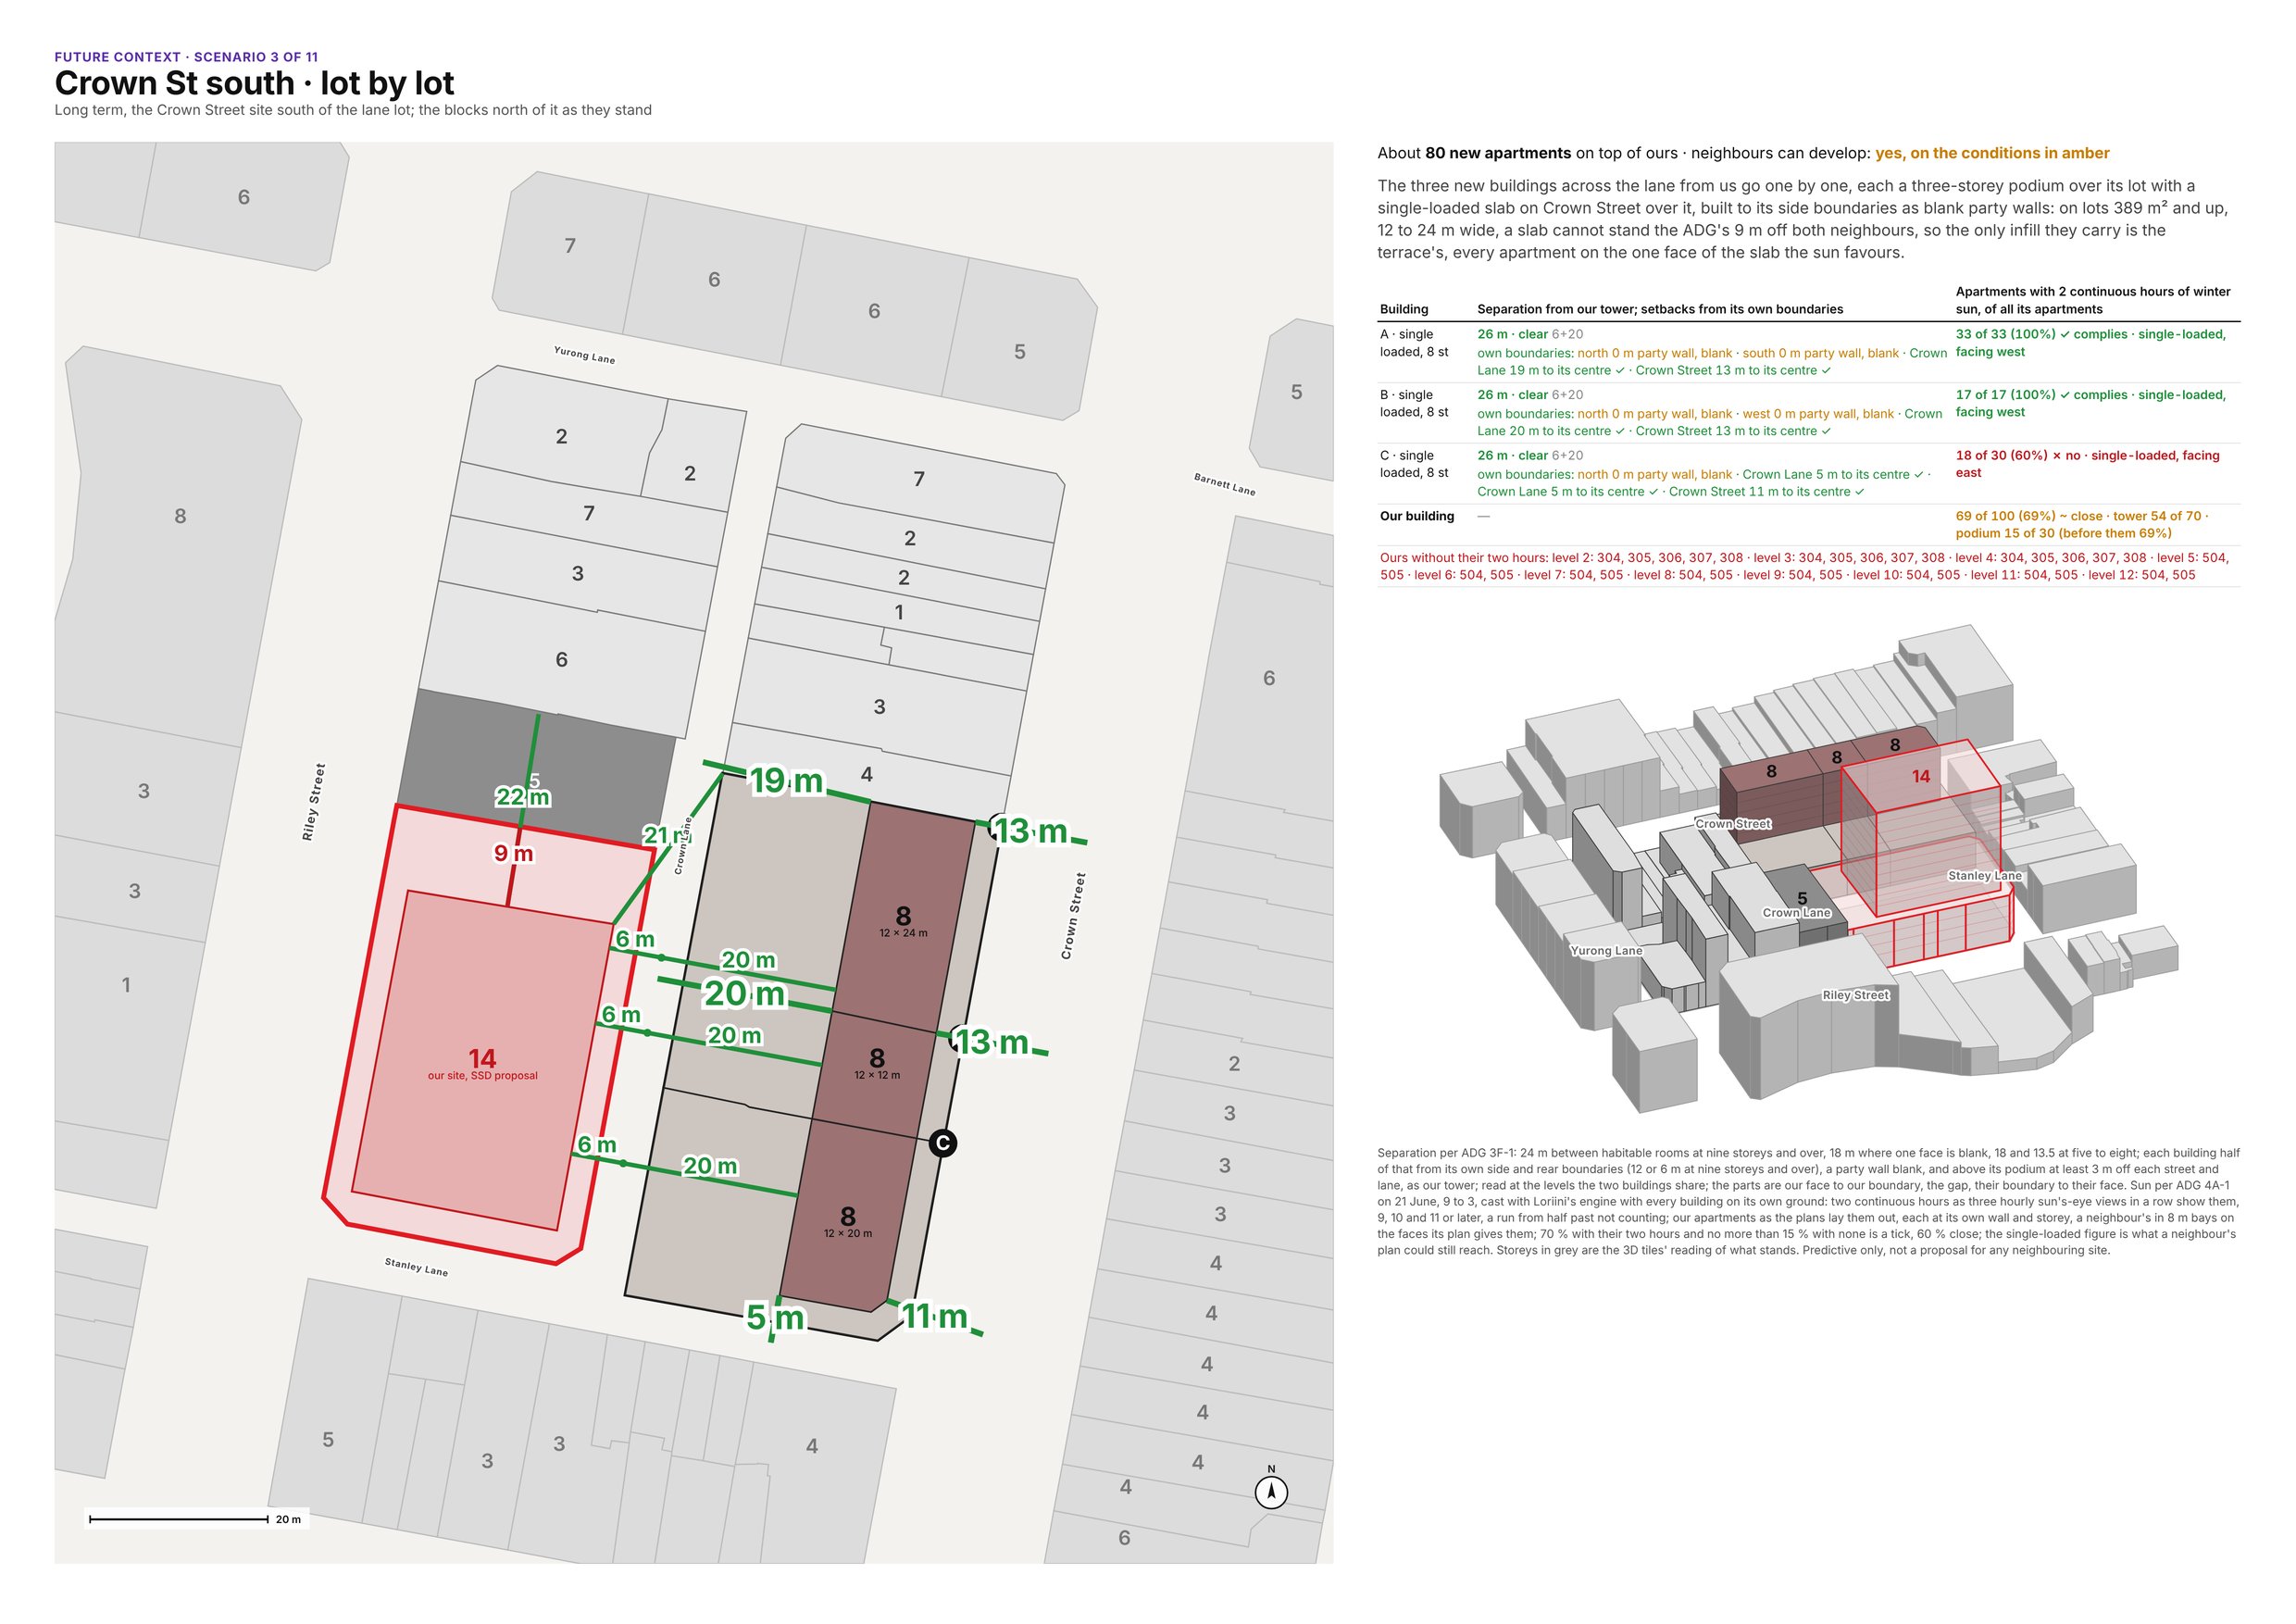 FUTURE CONTEXT · SCENARIO 3 OF 11
Crown St south · lot by lot
Long term, the Crown Street site south of the lane lot; the blocks north of it as they stand
6
7
6
6
5
5
8
Yurong Lane
Barnett Lane
2
2
7
3
6
7
2
2
1
3
4
6
5
22 m
9 m
21 m
19 m
13 m
Riley Street
Crown Lane
Crown Street
3
3
1
6 m
20 m
20 m
6 m
20 m
6 m
20 m
8
12 × 24 m
13 m
8
12 × 12 m
C
8
12 × 20 m
14
our site, SSD proposal
5 m
11 m
Stanley Lane
2
3
3
3
4
4
4
4
4
4
6
5
3
3
4
N
20 m
About 80 new apartments on top of ours · neighbours can develop: yes, on the conditions in amber
The three new buildings across the lane from us go one by one, each a three-storey podium over its lot with a
single-loaded slab on Crown Street over it, built to its side boundaries as blank party walls: on lots 389 m² and up,
12 to 24 m wide, a slab cannot stand the ADG's 9 m off both neighbours, so the only infill they carry is the
terrace's, every apartment on the one face of the slab the sun favours.
Building
Separation from our tower; setbacks from its own boundaries
Apartments with 2 continuous hours of winter
sun, of all its apartments
A · single
loaded, 8 st
26 m · clear 6+20
own boundaries: north 0 m party wall, blank · south 0 m party wall, blank · Crown
Lane 19 m to its centre ✓ · Crown Street 13 m to its centre ✓
33 of 33 (100%) ✓ complies · single-loaded,
facing west
B · single
loaded, 8 st
26 m · clear 6+20
own boundaries: north 0 m party wall, blank · west 0 m party wall, blank · Crown
Lane 20 m to its centre ✓ · Crown Street 13 m to its centre ✓
17 of 17 (100%) ✓ complies · single-loaded,
facing west
C · single
loaded, 8 st
26 m · clear 6+20
own boundaries: north 0 m party wall, blank · Crown Lane 5 m to its centre ✓ ·
Crown Lane 5 m to its centre ✓ · Crown Street 11 m to its centre ✓
18 of 30 (60%) × no · single-loaded, facing
east
Our building
—
69 of 100 (69%) ~ close · tower 54 of 70 ·
podium 15 of 30 (before them 69%)
Ours without their two hours: level 2: 304, 305, 306, 307, 308 · level 3: 304, 305, 306, 307, 308 · level 4: 304, 305, 306, 307, 308 · level 5: 504,
505 · level 6: 504, 505 · level 7: 504, 505 · level 8: 504, 505 · level 9: 504, 505 · level 10: 504, 505 · level 11: 504, 505 · level 12: 504, 505
8
8
8
14
Crown Street
Stanley Lane
5
Crown Lane
Yurong Lane
Riley Street
Separation per ADG 3F-1: 24 m between habitable rooms at nine storeys and over, 18 m where one face is blank, 18 and 13.5 at five to eight; each building half
of that from its own side and rear boundaries (12 or 6 m at nine storeys and over), a party wall blank, and above its podium at least 3 m off each street and
lane, as our tower; read at the levels the two buildings share; the parts are our face to our boundary, the gap, their boundary to their face. Sun per ADG 4A-1
on 21 June, 9 to 3, cast with Loriini's engine with every building on its own ground: two continuous hours as three hourly sun's-eye views in a row show them,
9, 10 and 11 or later, a run from half past not counting; our apartments as the plans lay them out, each at its own wall and storey, a neighbour's in 8 m bays on
the faces its plan gives them; 70 % with their two hours and no more than 15 % with none is a tick, 60 % close; the single-loaded figure is what a neighbour's
plan could still reach. Storeys in grey are the 3D tiles' reading of what stands. Predictive only, not a proposal for any neighbouring site.